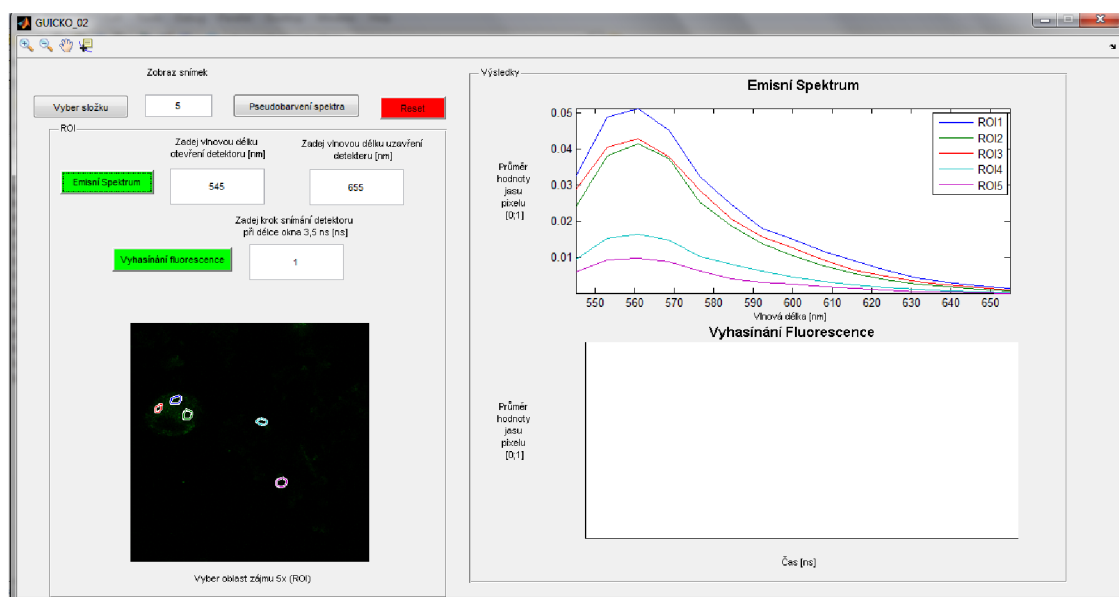 GUICKO_02
Zobraz snímek
Vyber složku
5
Pseudobarvení spektra
Reset
ROI
Zadej vlnovou délku
otevření detektoru [nm]
Zadej vlnovou délku uzavření
detekteru [nm]
Emisní Spektrum
545
655
Zadej krok snímání detektoru
při délce okna 3,5 ns [ns]
Vyhasínání fluorescence
1
Vyber oblast zájmu 5x (ROI)
Výsledky
Emisní Spektrum
0.05
0.04
0.03
0.02
0.01
Průměr
hodnoty
jasu
pixelu
[0;1]
ROI1
ROI2
ROI3
ROI4
ROI5
550 560 570 580 590 600 610 620 630 640 650
Vlnová délka [nm]
Vyhasínání Fluorescence
Průměr
hodnoty
jasu
pixelu
[0;1]
Čas [ns]